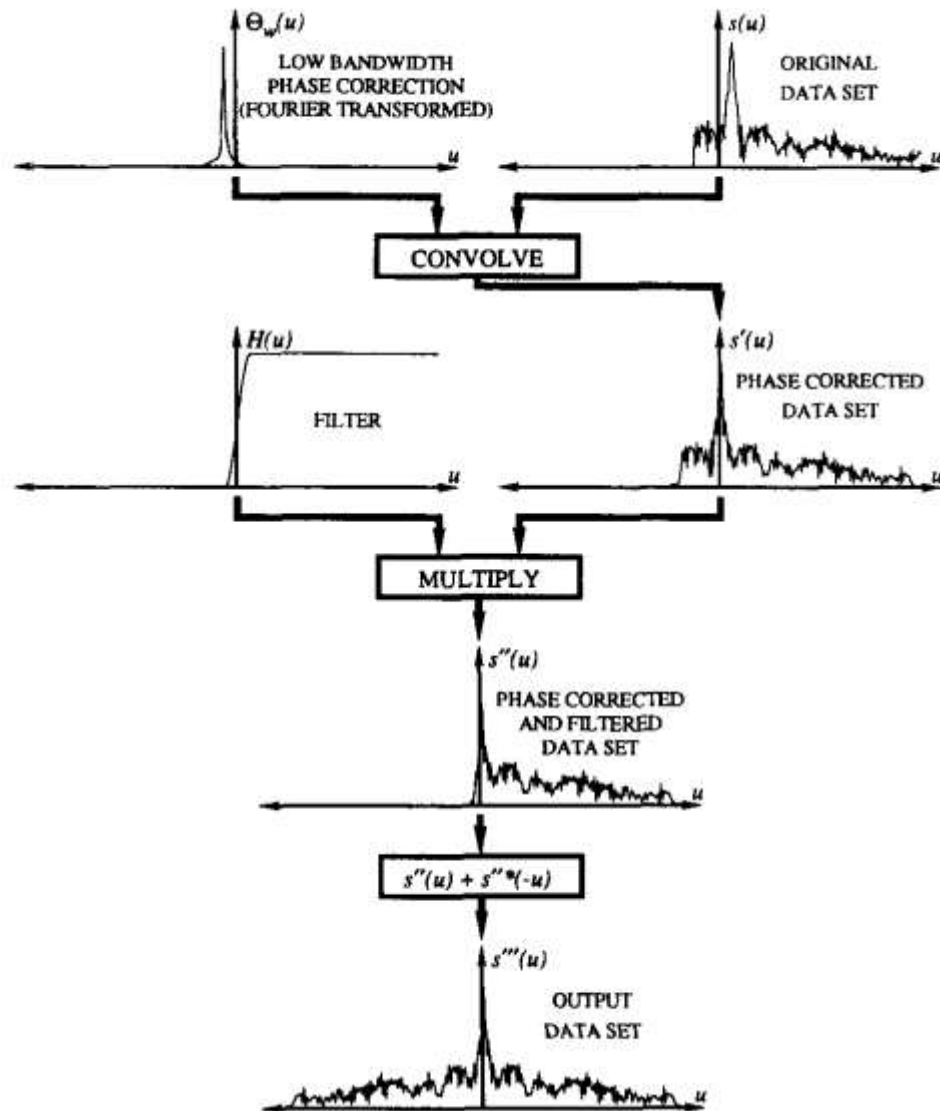 Θw(u)
LOW BANDWIDTH
PHASE CORRECTION
(FOURIER TRANSFORMED)
u
s(u)
ORIGINAL
DATA SET
u
CONVOLVE
H(u)
FILTER
u
s'(u)
PHASE CORRECTED
DATA SET
u
MULTIPLY
s''(u)
PHASE CORRECTED
AND FILTERED
DATA SET
u
s''(u) + s''*(-u)
s'''(u)
OUTPUT
DATA SET
u